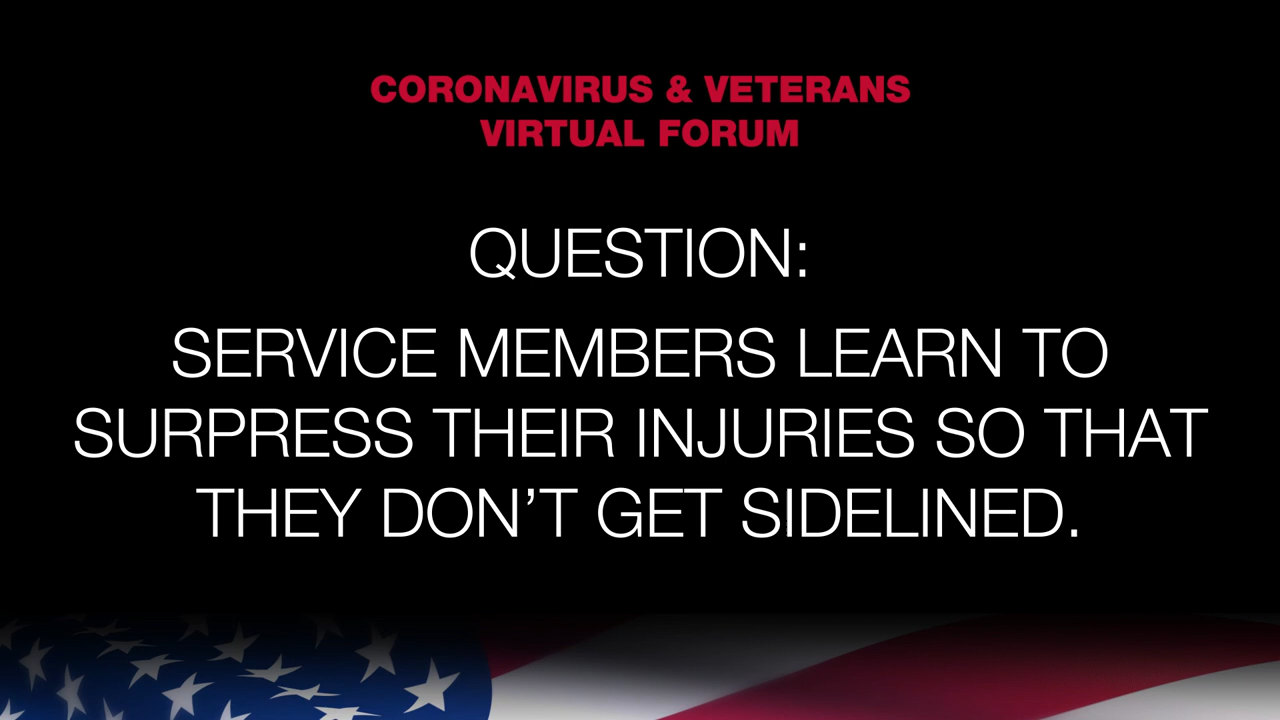 CORONAVIRUS & VETERANS
VIRTUAL FORUM
QUESTION:
SERVICE MEMBERS LEARN TO
SURPRESS THEIR INJURIES SO THAT
THEY DON’T GET SIDELINED.